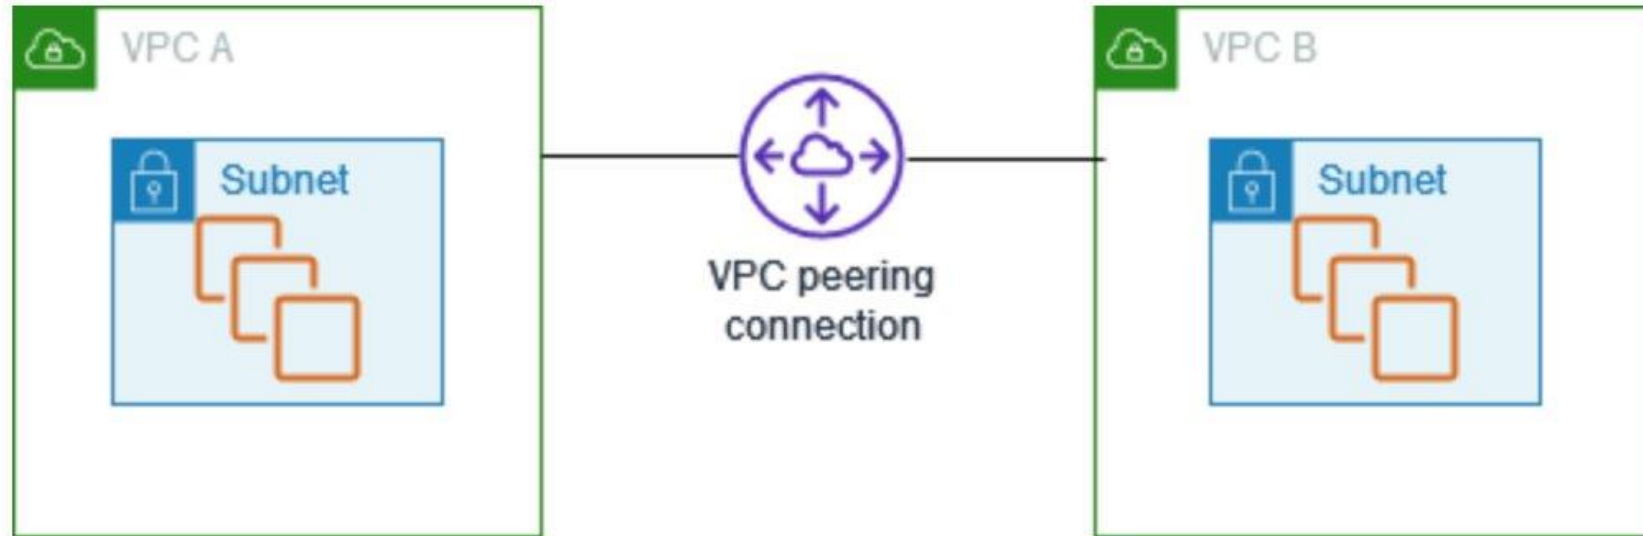 VPC A
VPC B
Subnet
Subnet
VPC peering
connection